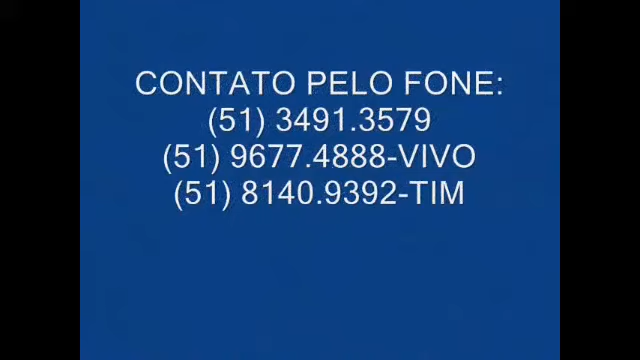 CONTATO PELO FONE:
(51) 3491.3579
(51) 9677.4888-VIVO
(51) 8140.9392-TIM